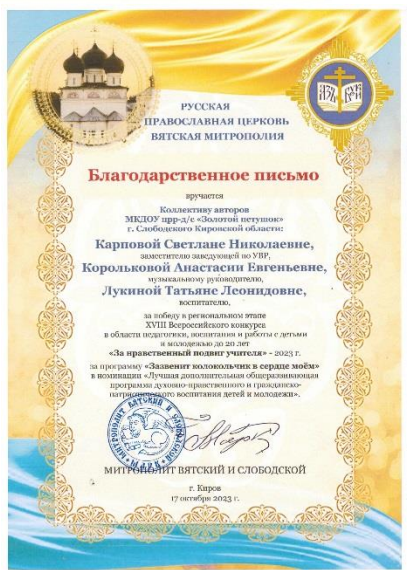 РУССКАЯ
ПРАВОСЛАВНАЯ ЦЕРКОВЬ
ВЯТСКАЯ МИТРОПОЛИЯ
Благодарственное письмо
вручается
Коллективу авторов
МКДОУ црр-д/с «Золотой петушок»
г. Слободского Кировской области:
Карповой Светлане Николаевне,
заместителю заведующей по УВР,
Корольковой Анастасии Евгеньевне,
музыкальному руководителю,
Лукиной Татьяне Леонидовне,
воспитателю,
за победу в региональном этапе
XVIII Всероссийского конкурса
в области педагогики, воспитания и работы с детьми
и молодежью до 20 лет
«За нравственный подвиг учителя» - 2023 г.
за программу «Зазвенит колокольчик в сердце моём»
в номинации «Лучшая дополнительная общеразвивающая
программа духовно-нравственного и гражданско-
патриотического воспитания детей и молодежи».
МИТРОПОЛИТ ВЯТСКИЙ И СЛОБОДСКОЙ
МИТРОПОЛИТ ВЯТСКИЙ И СЛОБОДСКОЙ
г. Киров
17 октября 2023 г.